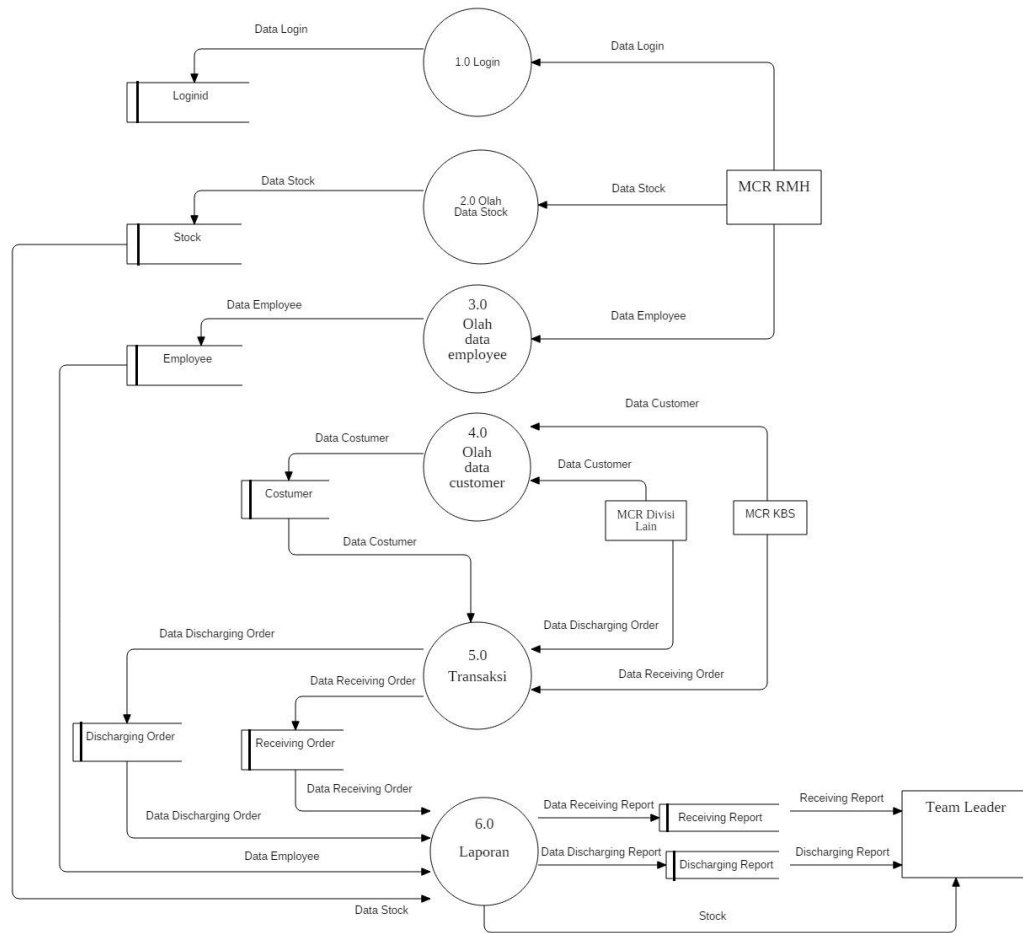 Data Login
Data Login
1.0 Login
Loginid
Data Stock
Data Stock
MCR RMH
2.0 Olah
Data Stock
Stock
Data Employee
3.0
Olah
data
employee
Data Employee
Employee
Data Customer
4.0
Olah
data
customer
Data Costumer
Data Customer
Costumer
MCR Divisi
Lain
MCR KBS
Data Costumer
Data Discharging Order
Data Discharging Order
5.0
Transaksi
Data Receiving Order
Data Receiving Order
Discharging Order
Receiving Order
Data Receiving Order
Data Discharging Order
6.0
Laporan
Data Receiving Report
Receiving Report
Receiving Report
Team Leader
Data Employee
Data Discharging Report
Discharging Report
Discharging Report
Data Stock
Stock